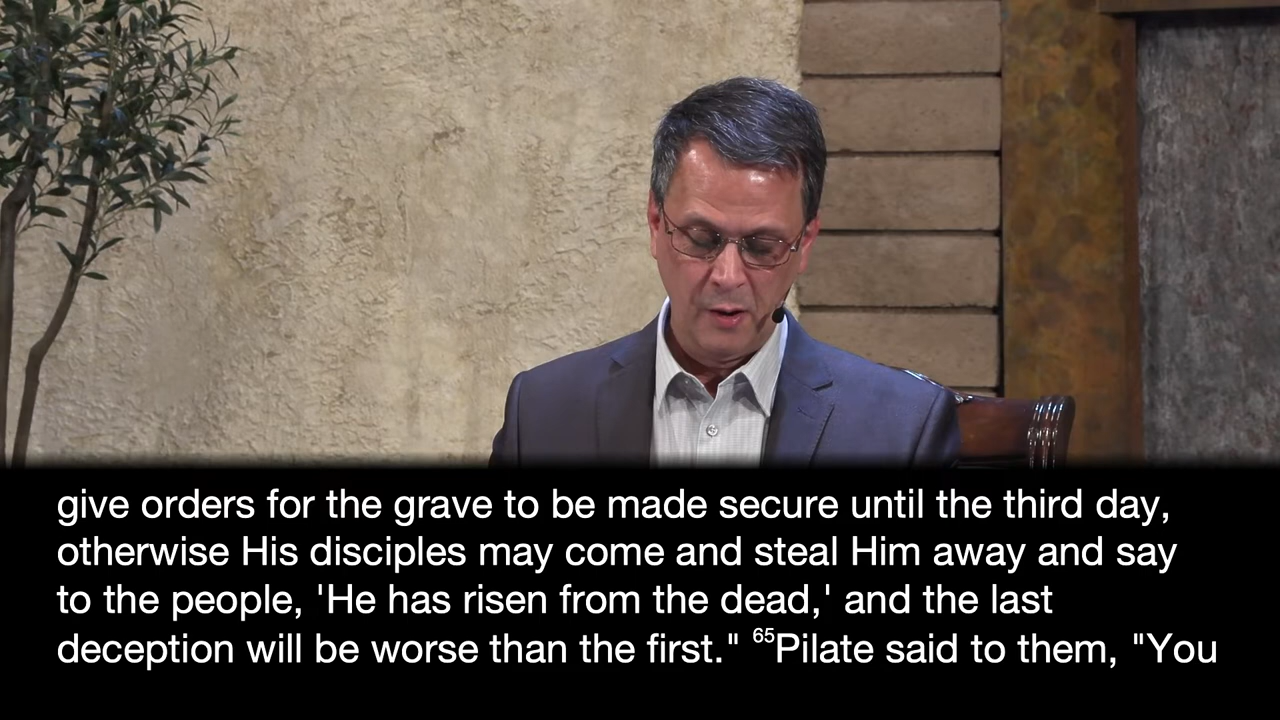 give orders for the grave to be made secure until the third day,
otherwise His disciples may come and steal Him away and say
to the people, 'He has risen from the dead,' and the last
deception will be worse than the first." ⁶⁵Pilate said to them, "You